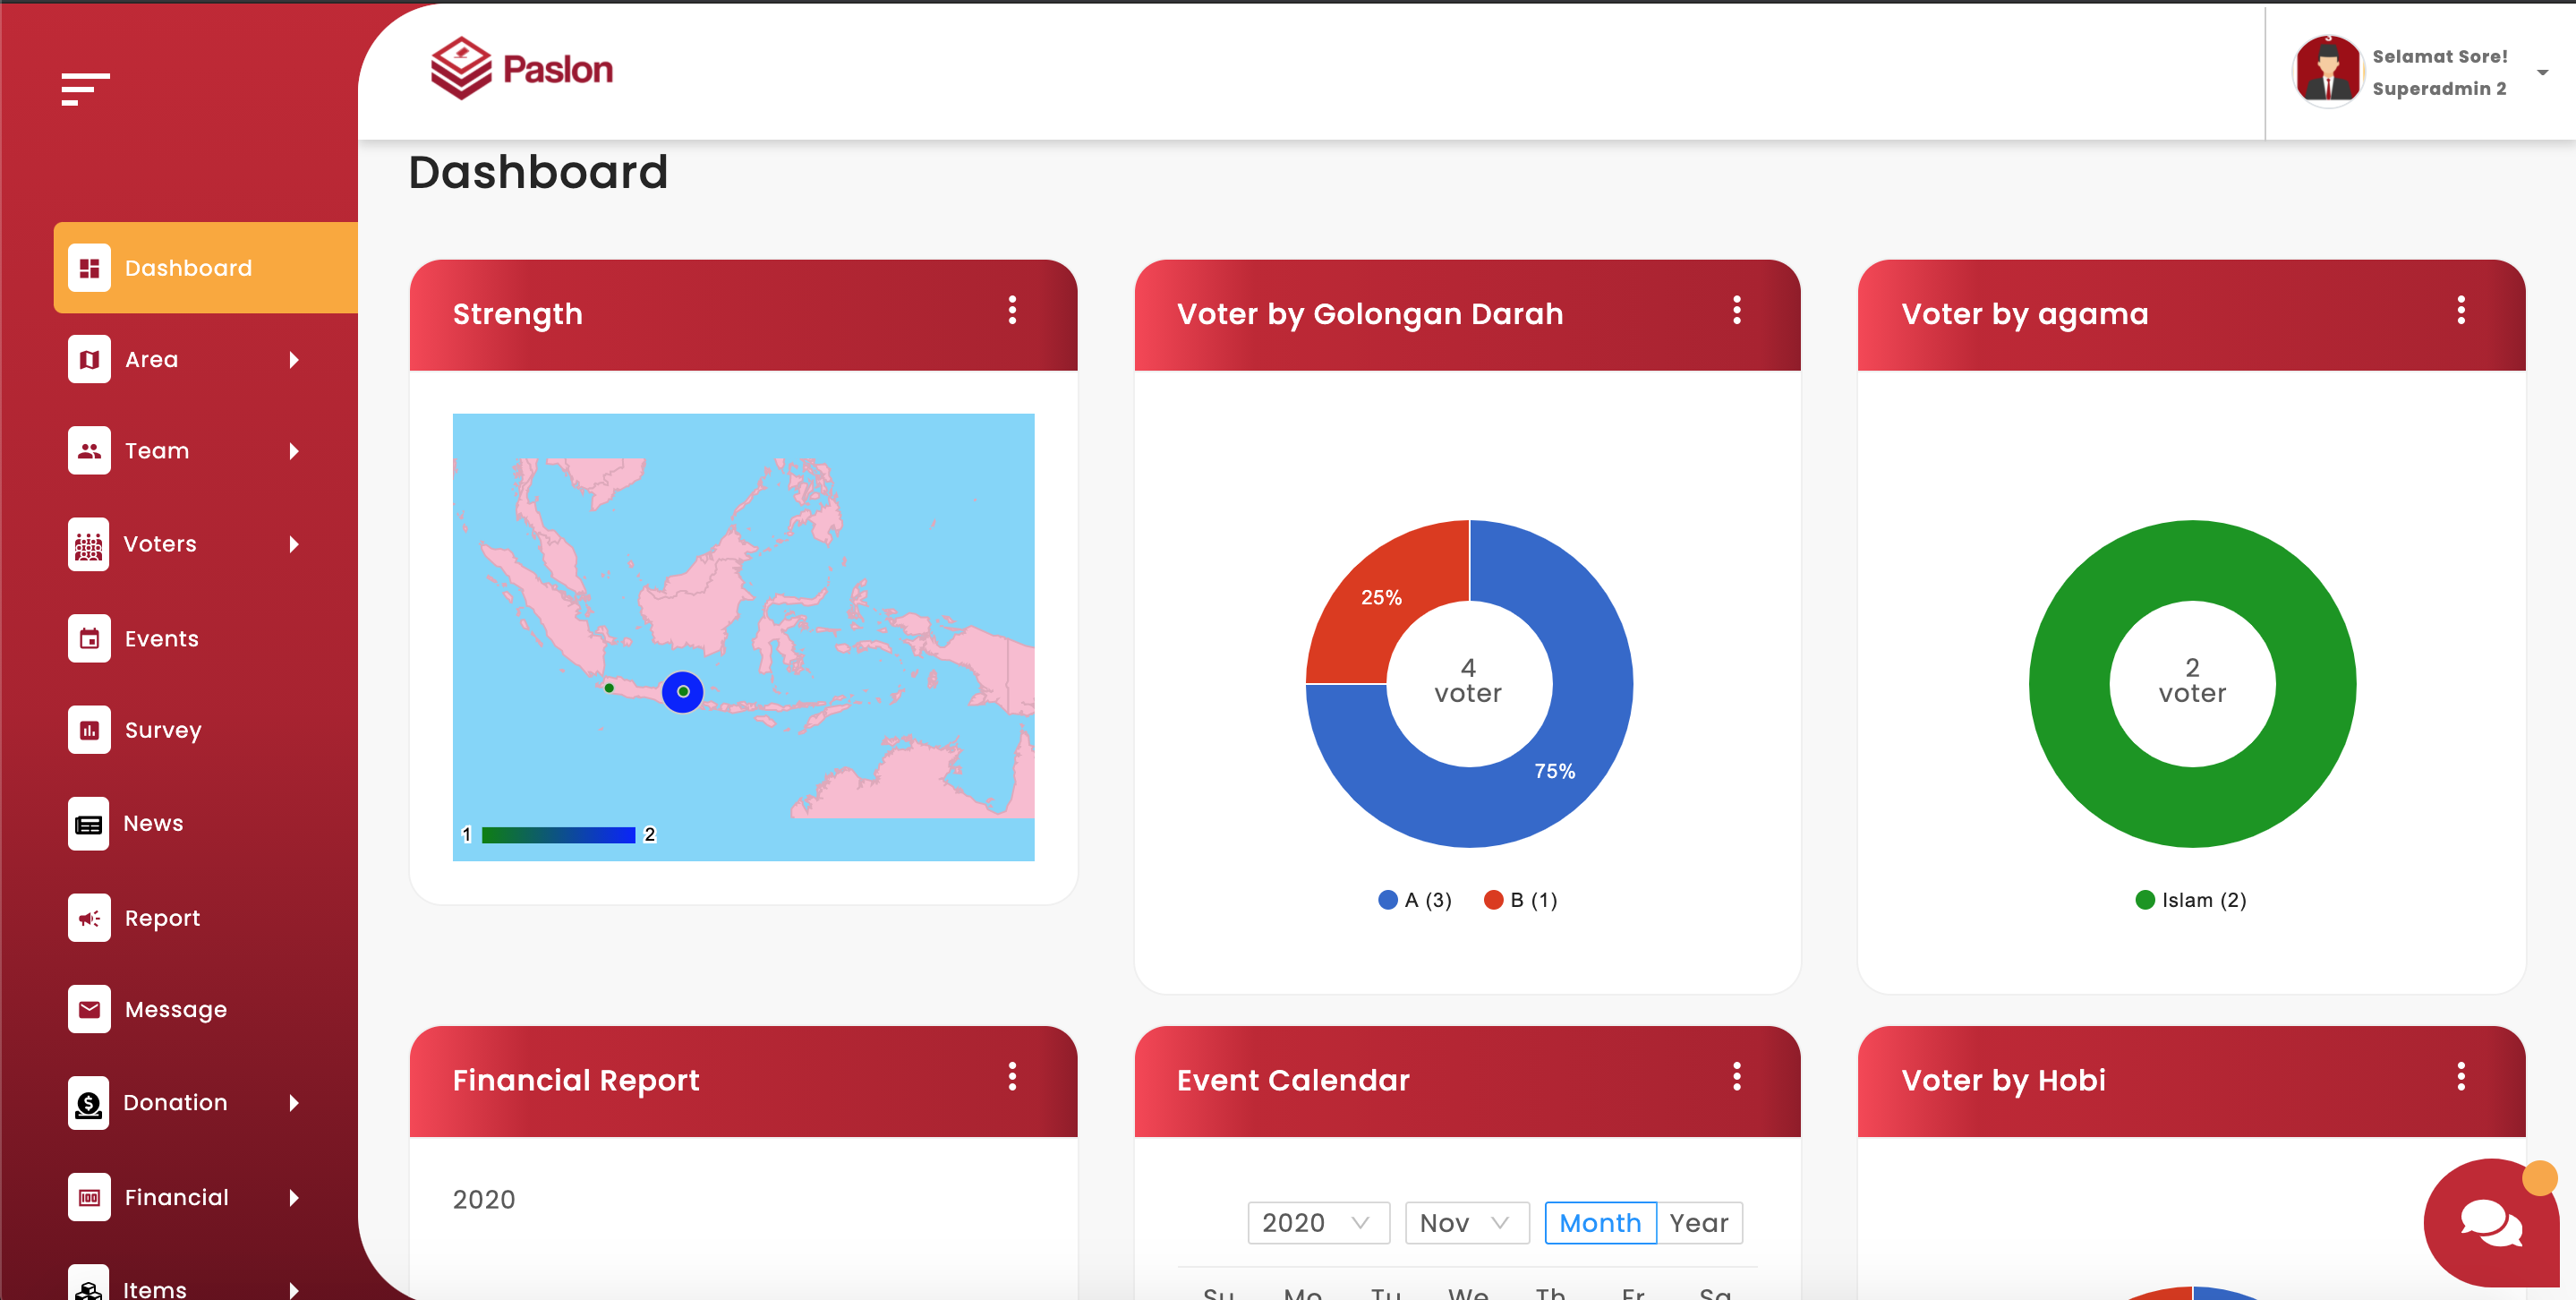 Paslon
Selamat Sore!
Superadmin 2
Dashboard
Dashboard
Area
Team
Voters
Events
Survey
News
Report
Message
Donation
Financial
Items
Strength
1
2
Voter by Golongan Darah
25%
75%
4
voter
A (3)
B (1)
Voter by agama
2
voter
Islam (2)
Financial Report
2020
Event Calendar
2020 Nov Month Year
Su Mo Tu We Th Fr Sa
Voter by Hobi